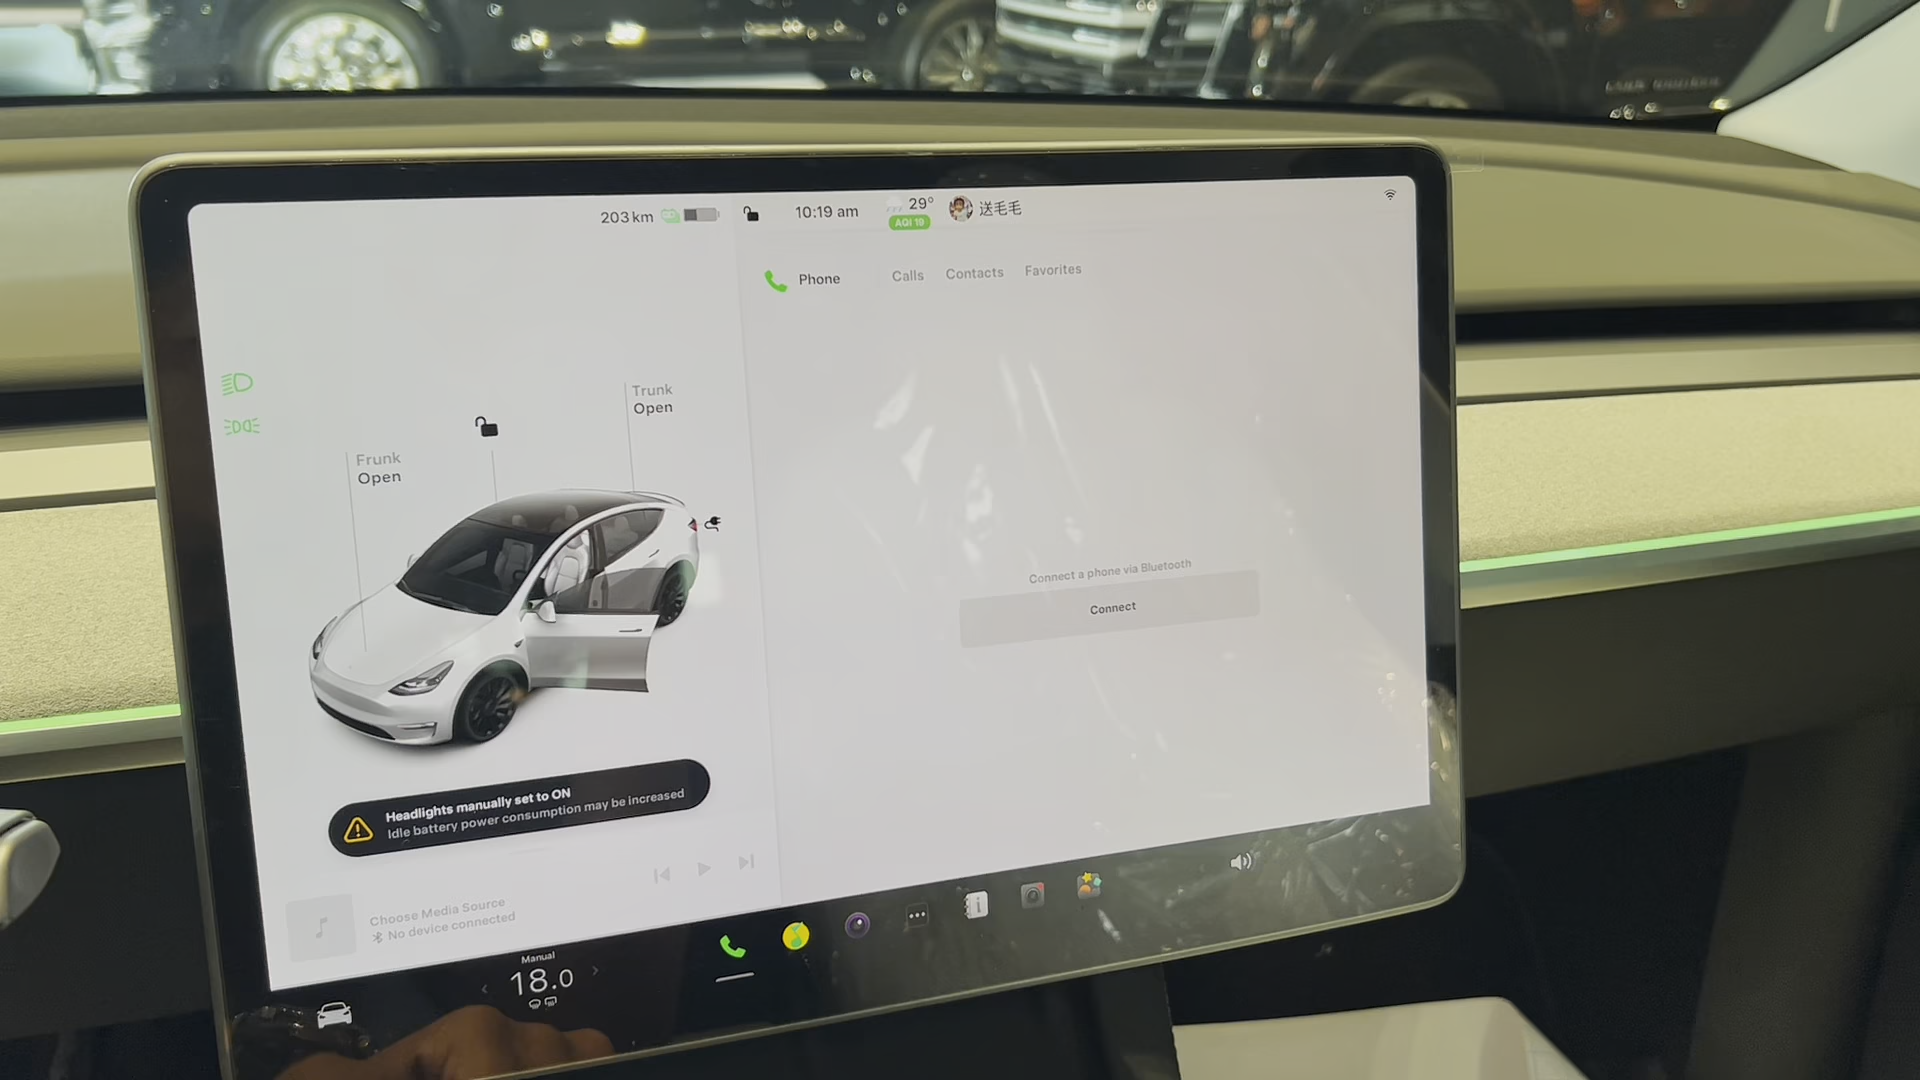 203 km
10:19 am
29°
AQI 19
送毛毛
Phone
Calls
Contacts
Favorites
Trunk
Open
Frunk
Open
Connect a phone via Bluetooth
Connect
Headlights manually set to ON
Idle battery power consumption may be increased
Choose Media Source
No device connected
Manual
18.0